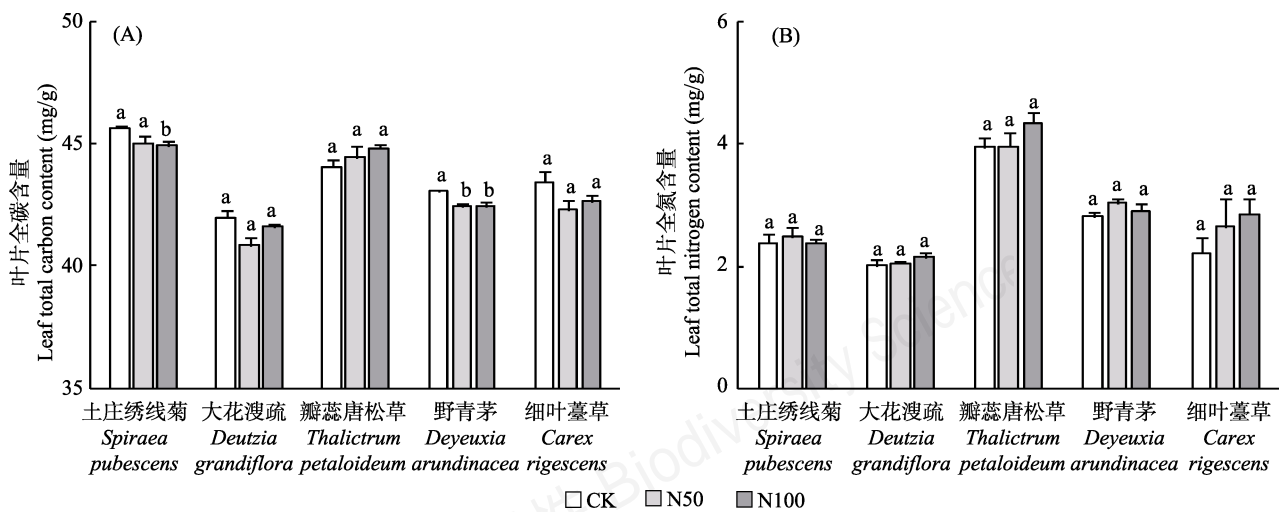 (A)
叶片全碳含量
Leaf total carbon content (mg/g)
50
45
40
35
a a b
a a a
a a a
a b b
a a a
土庄绣线菊 大花溲疏 瓣蕊唐松草 野青茅 细叶薹草
Spiraea Deutzia Thalictrum Deyeuxia Carex
pubescens grandiflora petaloideum arundinacea rigescens
(B)
叶片全氮含量
Leaf total nitrogen content (mg/g)
6
4
2
0
a a a
a a a
a a a
a a a
a a a
土庄绣线菊 大花溲疏 瓣蕊唐松草 野青茅 细叶薹草
Spiraea Deutzia Thalictrum Deyeuxia Carex
pubescens grandiflora petaloideum arundinacea rigescens
CK N50 N100
Biodiversity Science